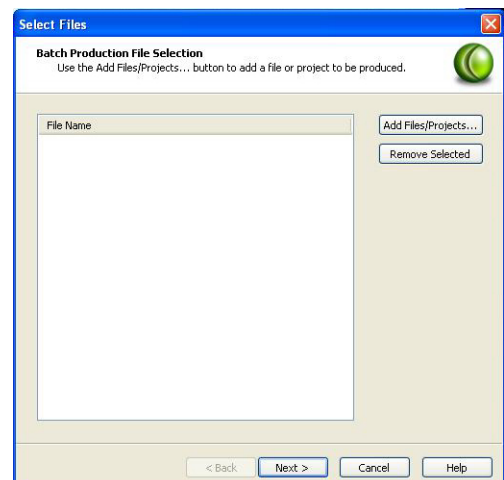 Select Files
Batch Production File Selection
Use the Add Files/Projects... button to add a file or project to be produced.
File Name
Add Files/Projects...
Remove Selected
< Back
Next >
Cancel
Help